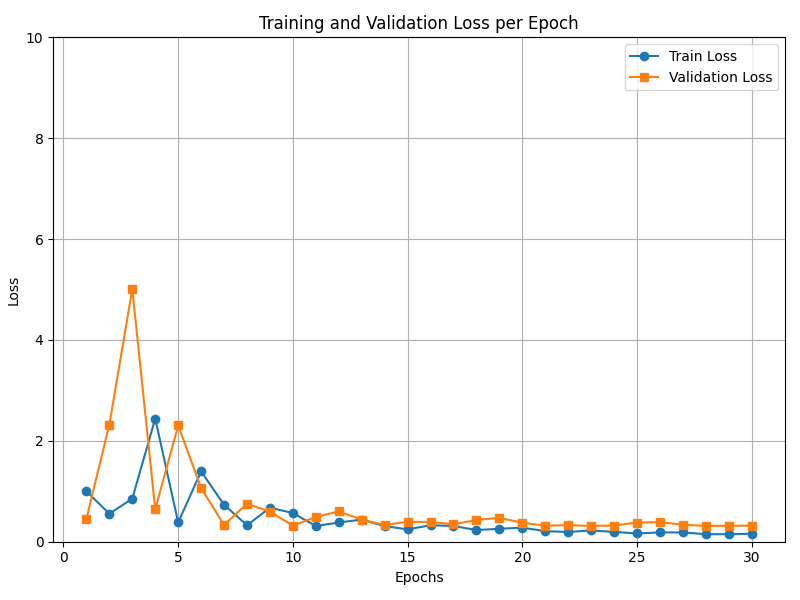 Training and Validation Loss per Epoch
Train Loss
Validation Loss
Loss
10
8
6
4
2
0
0 5 10 15 20 25 30
Epochs